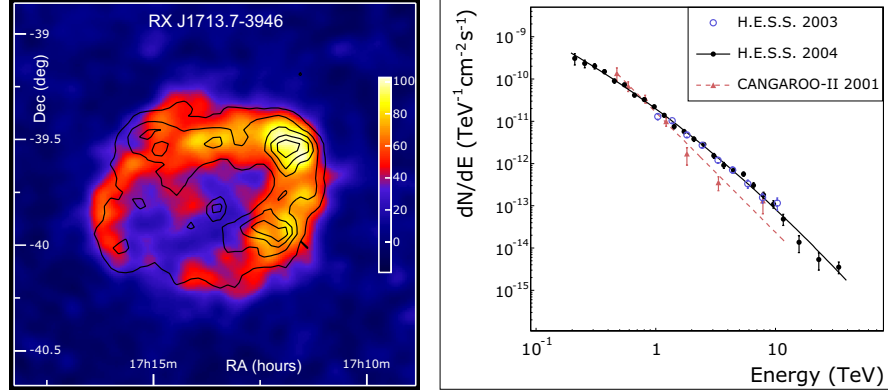 RX J1713.7-3946
-39
-39.5
-40
-40.5
Dec (deg)
100
80
60
40
20
0
17h15m
RA (hours)
17h10m
H.E.S.S. 2003
H.E.S.S. 2004
CANGAROO-II 2001
dN/dE (TeV⁻¹cm⁻²s⁻¹)
10⁻⁹
10⁻¹⁰
10⁻¹¹
10⁻¹²
10⁻¹³
10⁻¹⁴
10⁻¹⁵
10⁻¹
1
10
Energy (TeV)